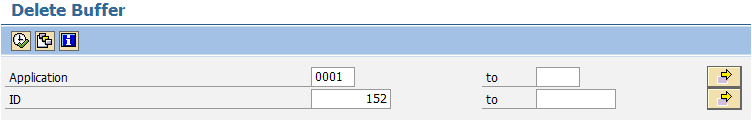 Delete Buffer
Application 0001 to
ID 152 to